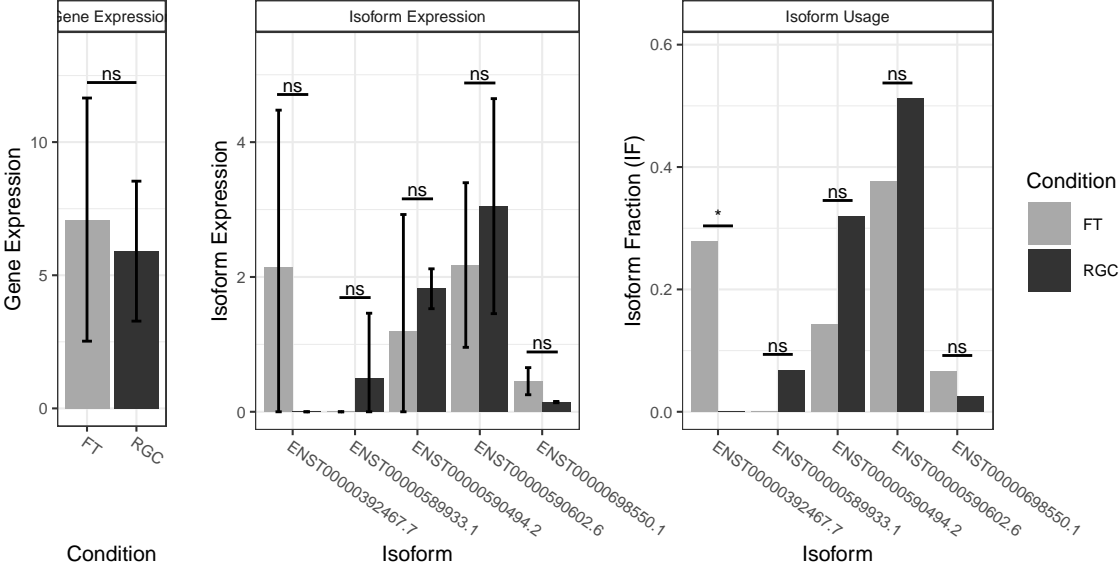 Gene Expression
Isoform Expression
Isoform Usage
Gene Expression
10
5
0
ns
FT
RGC
Condition
Isoform Expression
4
2
0
ns
ns
ns
ns
ns
ENST00000392467.7
ENST00000589933.1
ENST00000590494.2
ENST00000590602.6
ENST00000698550.1
Isoform
Isoform Fraction (IF)
0.6
0.4
0.2
0.0
*
ns
ns
ns
ns
ENST00000392467.7
ENST00000589933.1
ENST00000590494.2
ENST00000590602.6
ENST00000698550.1
Isoform
Condition
FT
RGC